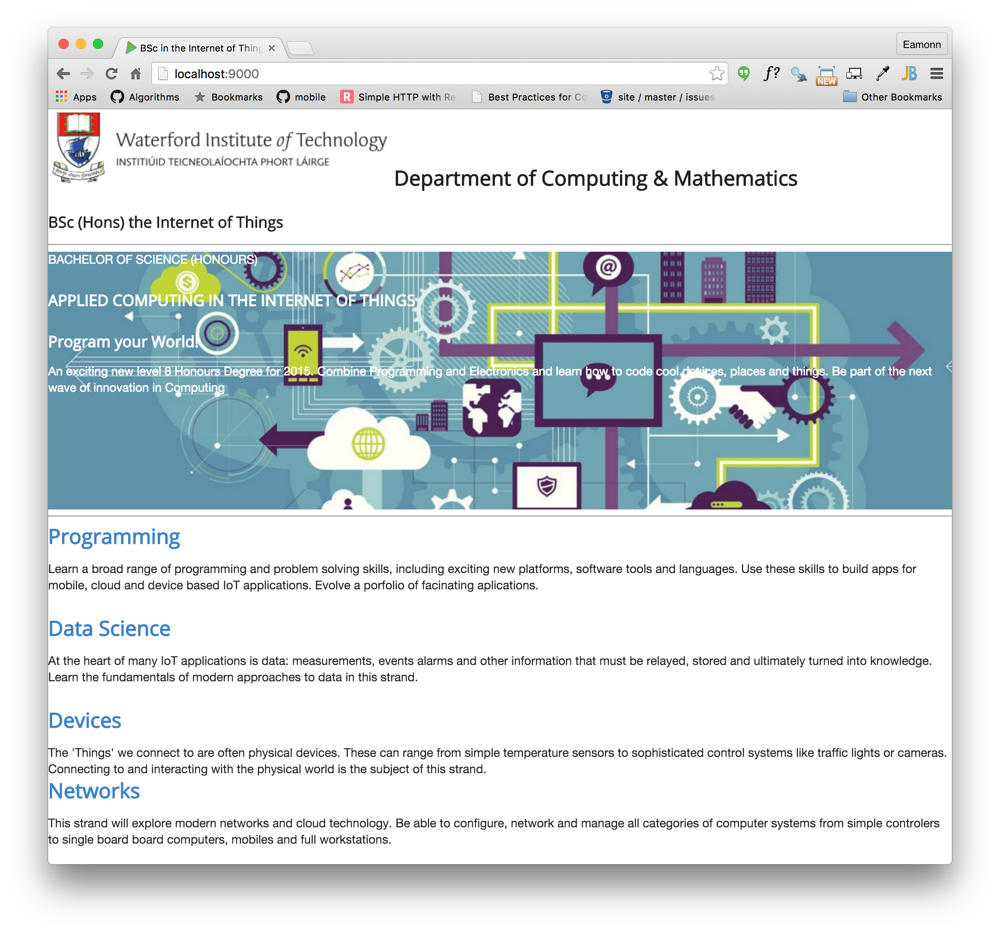 BSc in the Internet of Thing
Eamonn
localhost:9000
f?
NEW
JB
Apps
Algorithms
Bookmarks
mobile
R
Simple HTTP with Re
Best Practices for Co
site / master / issues
Other Bookmarks
Waterford Institute of Technology
INSTITIÚID TEICNEOLAÍOCHTA PHORT LÁIRGE
Department of Computing & Mathematics
BSc (Hons) the Internet of Things
BACHELOR OF SCIENCE (HONOURS)
$
@
APPLIED COMPUTING IN THE INTERNET OF THINGS
Program your World!
An exciting new level 8 Honours Degree for 2015. Combine Programming and Electronics and learn how to code cool devices, places and things. Be part of the next
wave of innovation in Computing
Programming
Learn a broad range of programming and problem solving skills, including exciting new platforms, software tools and languages. Use these skills to build apps for
mobile, cloud and device based IoT applications. Evolve a porfolio of facinating aplications.
Data Science
At the heart of many IoT applications is data: measurements, events alarms and other information that must be relayed, stored and ultimately turned into knowledge.
Learn the fundamentals of modern approaches to data in this strand.
Devices
The 'Things' we connect to are often physical devices. These can range from simple temperature sensors to sophisticated control systems like traffic lights or cameras.
Connecting to and interacting with the physical world is the subject of this strand.
Networks
This strand will explore modern networks and cloud technology. Be able to configure, network and manage all categories of computer systems from simple controlers
to single board board computers, mobiles and full workstations.